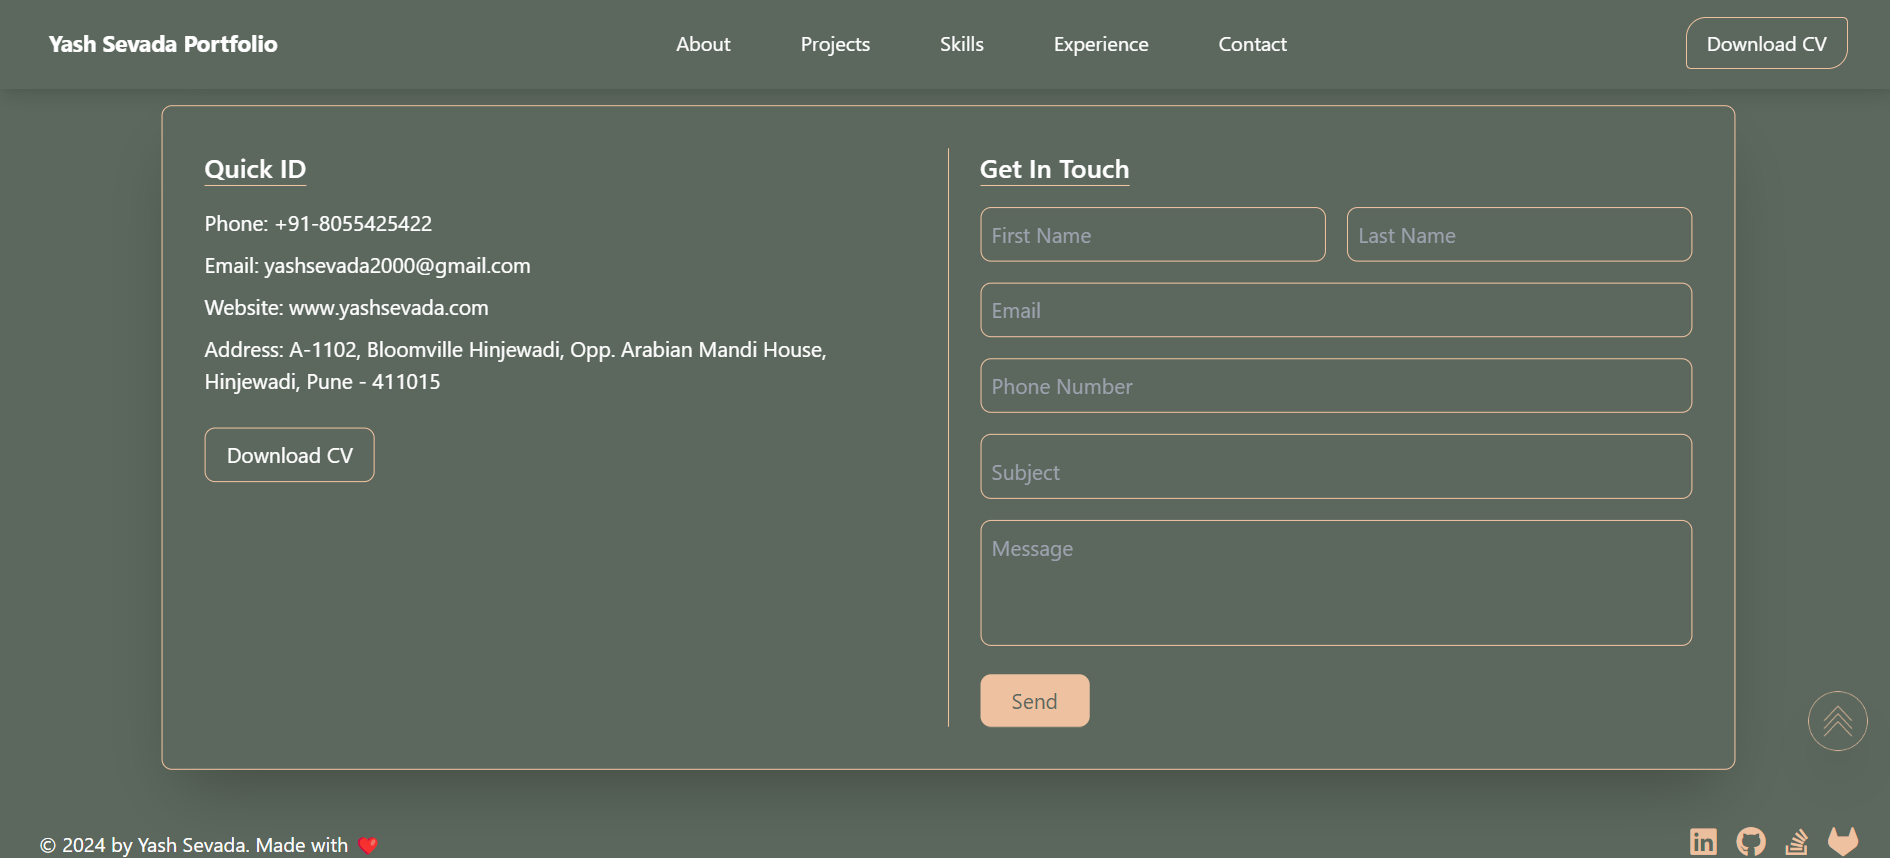 Yash Sevada Portfolio
About
Projects
Skills
Experience
Contact
Download CV
Quick ID
Phone: +91-8055425422
Email: yashsevada2000@gmail.com
Website: www.yashsevada.com
Address: A-1102, Bloomville Hinjewadi, Opp. Arabian Mandi House,
Hinjewadi, Pune - 411015
Download CV
Get In Touch
First Name
Last Name
Email
Phone Number
Subject
Message
Send
© 2024 by Yash Sevada. Made with ❤️
in